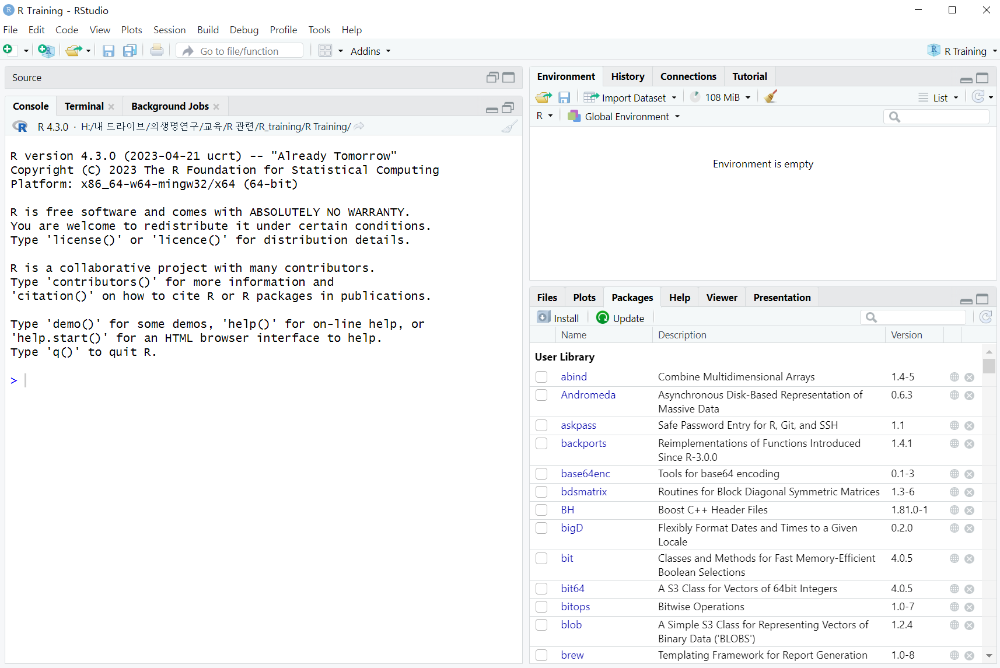 R Training - RStudio
File Edit Code View Plots Session Build Debug Profile Tools Help
Go to file/function Addins R Training
Source
Console Terminal Background Jobs
R 4.3.0 · H:/내 드라이브/의생명연구/교육/R 관련/R_training/R Training/
R version 4.3.0 (2023-04-21 ucrt) -- "Already Tomorrow"
Copyright (C) 2023 The R Foundation for Statistical Computing
Platform: x86_64-w64-mingw32/x64 (64-bit)
R is free software and comes with ABSOLUTELY NO WARRANTY.
You are welcome to redistribute it under certain conditions.
Type 'license()' or 'licence()' for distribution details.
R is a collaborative project with many contributors.
Type 'contributors()' for more information and
'citation()' on how to cite R or R packages in publications.
Type 'demo()' for some demos, 'help()' for on-line help, or
'help.start()' for an HTML browser interface to help.
Type 'q()' to quit R.
>
Environment History Connections Tutorial
Import Dataset 108 MiB List
R Global Environment
Environment is empty
Files Plots Packages Help Viewer Presentation
Install Update
Name Description Version
User Library
abind Combine Multidimensional Arrays 1.4-5
Andromeda Asynchronous Disk-Based Representation of 0.6.3
Massive Data
askpass Safe Password Entry for R, Git, and SSH 1.1
backports Reimplementations of Functions Introduced 1.4.1
Since R-3.0.0
base64enc Tools for base64 encoding 0.1-3
bdsmatrix Routines for Block Diagonal Symmetric Matrices 1.3-6
BH Boost C++ Header Files 1.81.0-1
bigD Flexibly Format Dates and Times to a Given 0.2.0
Locale
bit Classes and Methods for Fast Memory-Efficient 4.0.5
Boolean Selections
bit64 A S3 Class for Vectors of 64bit Integers 4.0.5
bitops Bitwise Operations 1.0-7
blob A Simple S3 Class for Representing Vectors of 1.2.4
Binary Data ('BLOBS')
brew Templating Framework for Report Generation 1.0-8